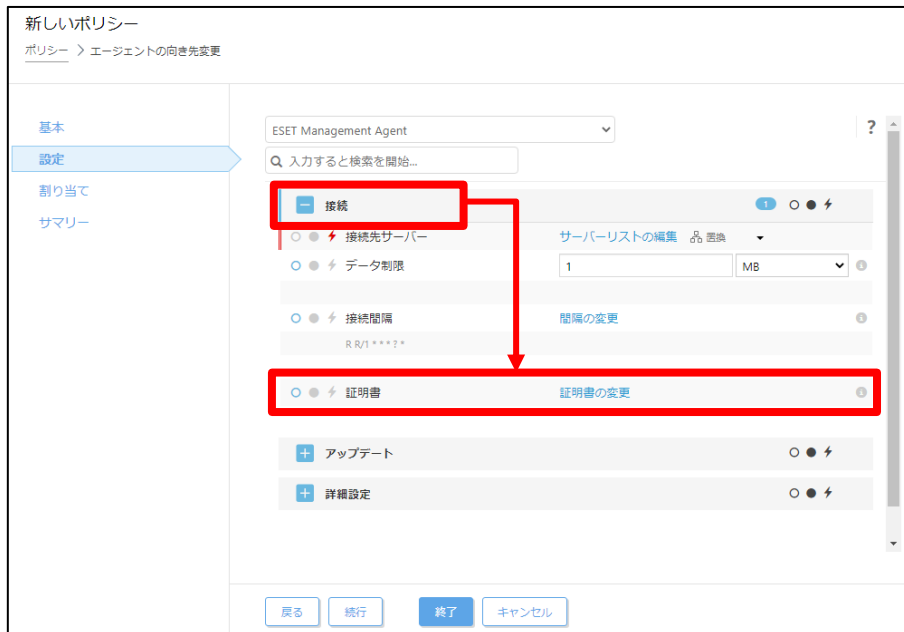 新しいポリシー
ポリシー > エージェントの向き先変更
基本
設定
割り当て
サマリー
ESET Management Agent
?
入力すると検索を開始...
接続
1
接続先サーバー サーバーリストの編集 置換
データ制限 1 MB
接続間隔 間隔の変更
R R/1 * * * ? *
証明書 証明書の変更
アップデート
詳細設定
戻る 続行 終了 キャンセル